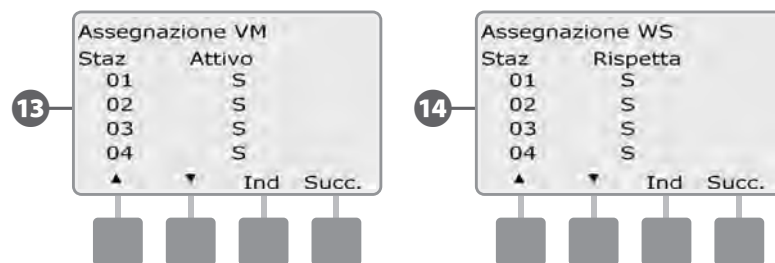 13
Assegnazione VM
Staz Attivo
01 S
02 S
03 S
04 S
▲ ▼ Ind Succ.
14
Assegnazione WS
Staz Rispetta
01 S
02 S
03 S
04 S
▲ ▼ Ind Succ.